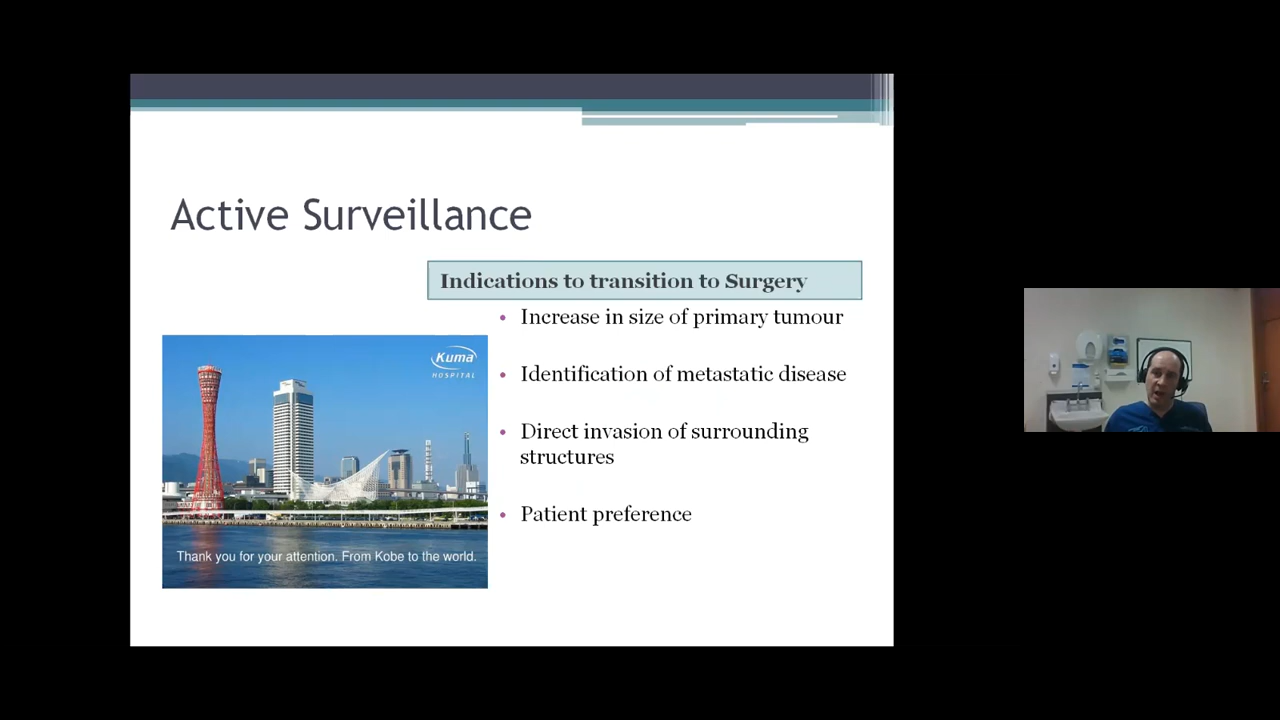 Active Surveillance
Indications to transition to Surgery
• Increase in size of primary tumour
• Identification of metastatic disease
• Direct invasion of surrounding
structures
• Patient preference
Kuma
HOSPITAL
Thank you for your attention. From Kobe to the world.